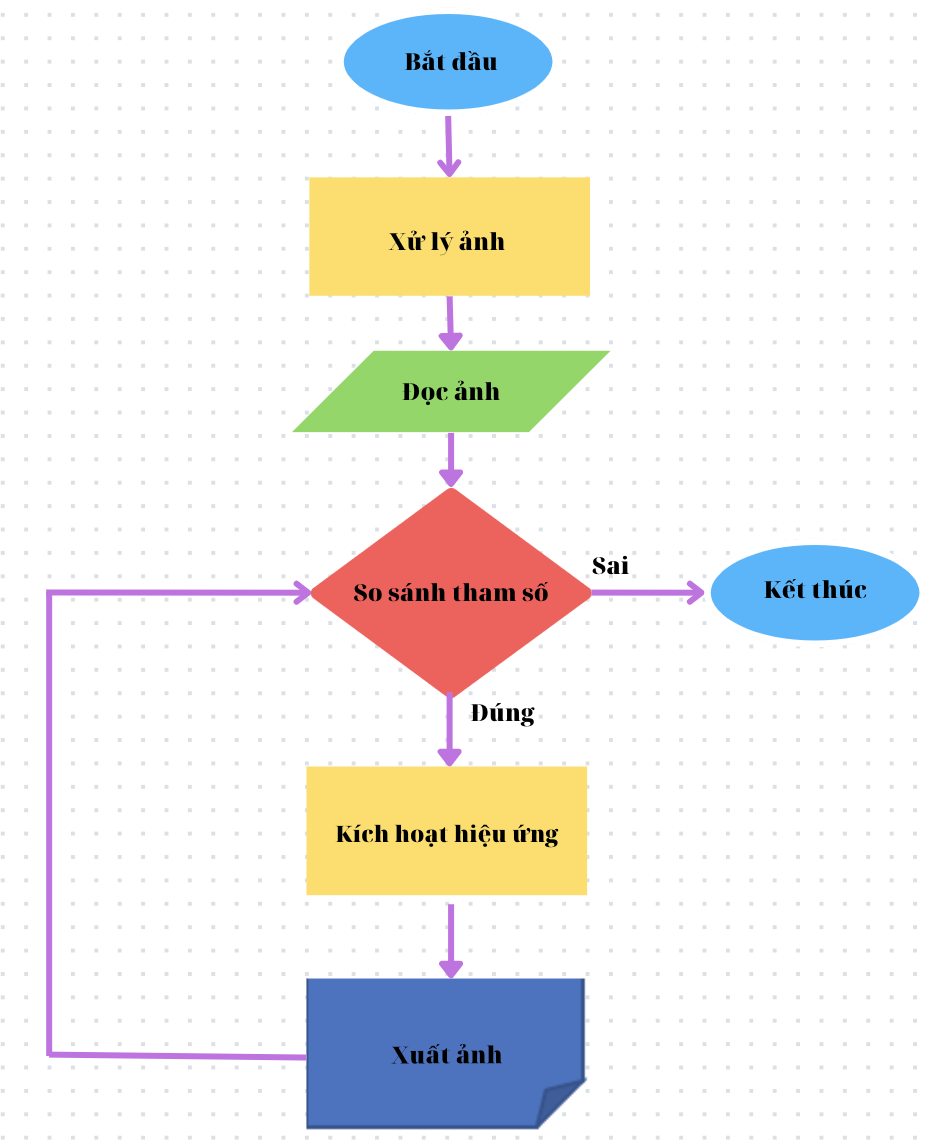 Bắt đầu
Xử lý ảnh
Đọc ảnh
So sánh tham số
Sai
Kết thúc
Đúng
Kích hoạt hiệu ứng
Xuất ảnh